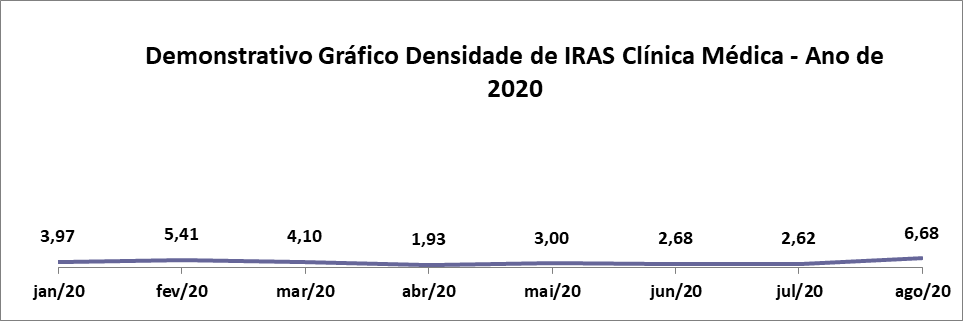 Demonstrativo Gráfico Densidade de IRAS Clínica Médica - Ano de
2020
3,97 5,41 4,10 1,93 3,00 2,68 2,62 6,68
jan/20 fev/20 mar/20 abr/20 mai/20 jun/20 jul/20 ago/20